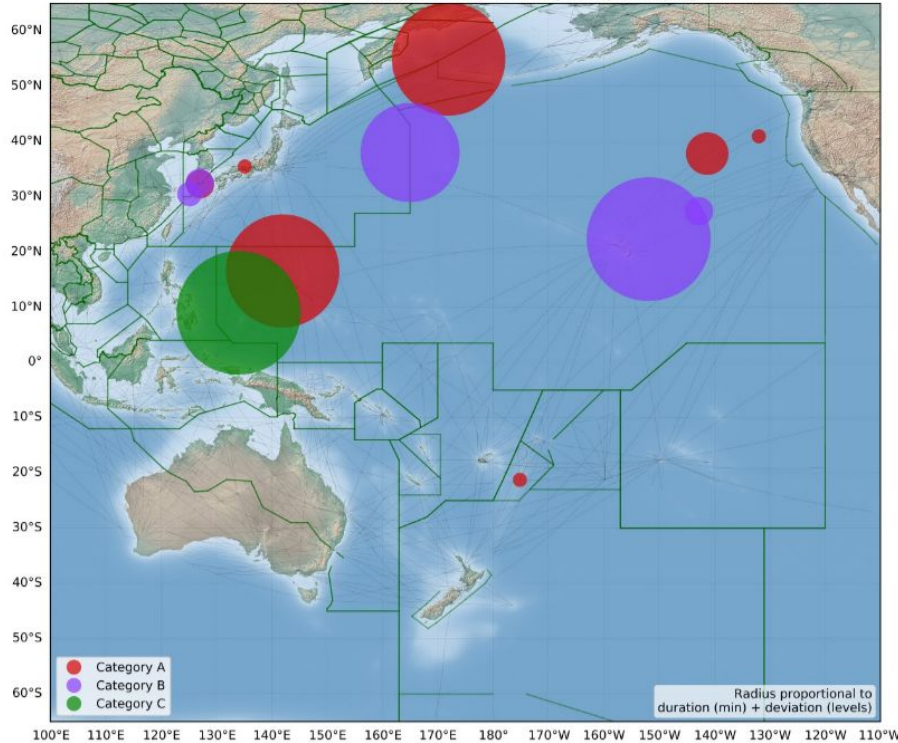 60°N
50°N
40°N
30°N
20°N
10°N
0°
10°S
20°S
30°S
40°S
50°S
60°S
Category A
Category B
Category C
Radius proportional to
duration (min) + deviation (levels)
100°E 110°E 120°E 130°E 140°E 150°E 160°E 170°E 180° 170°W 160°W 150°W 140°W 130°W 120°W 110°W